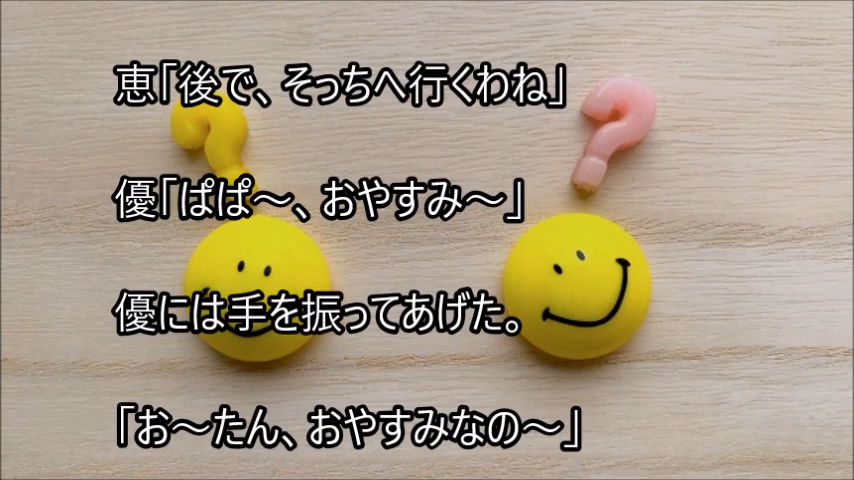 恵「後で、そっちへ行くわね」
優「ぱぱ～、おやすみ～」
優には手を振ってあげた。
「お～たん、おやすみなの～」